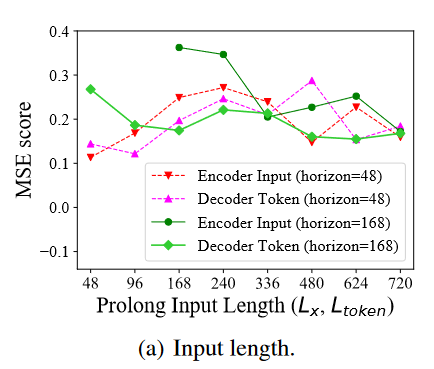 0.4
0.3
0.2
0.1
0.0
−0.1
MSE score
Encoder Input (horizon=48)
Decoder Token (horizon=48)
Encoder Input (horizon=168)
Decoder Token (horizon=168)
48 96 168 240 336 480 624 720
Prolong Input Length (Lₓ, L_token)
(a) Input length.